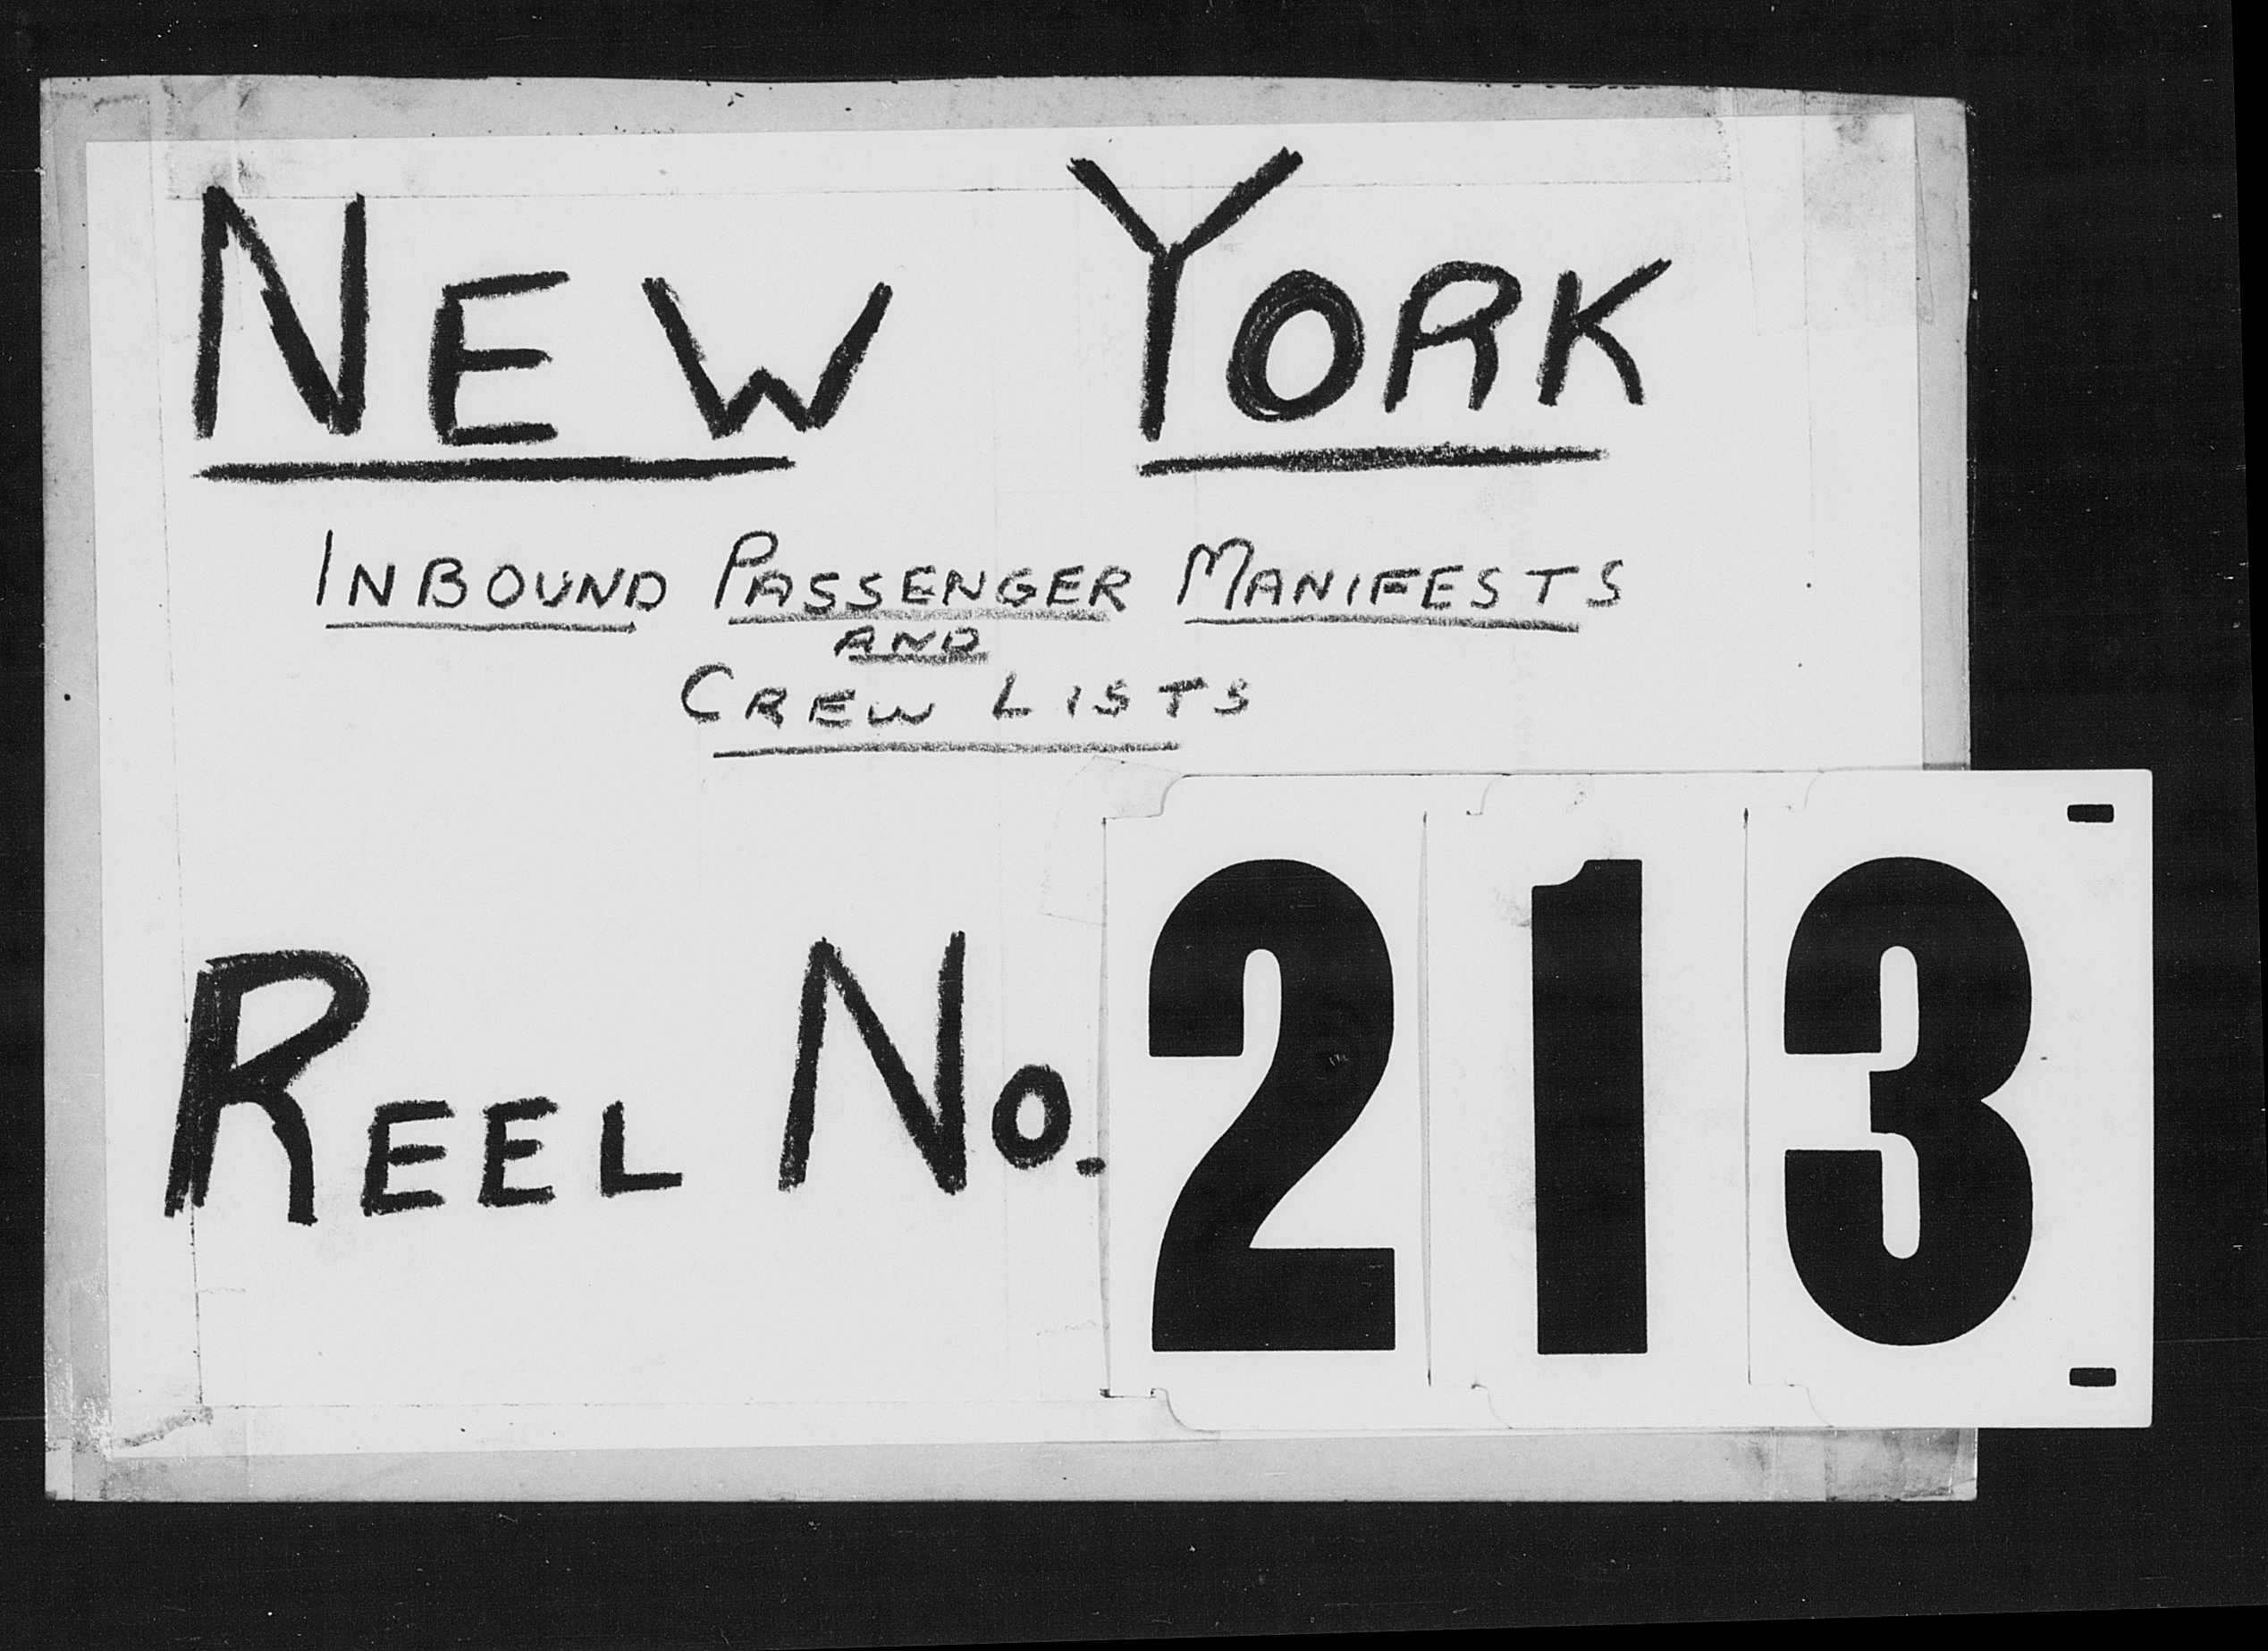 NEW YORK
INBOUND PASSENGER MANIFESTS
AND
CREW LISTS
REEL NO. 213